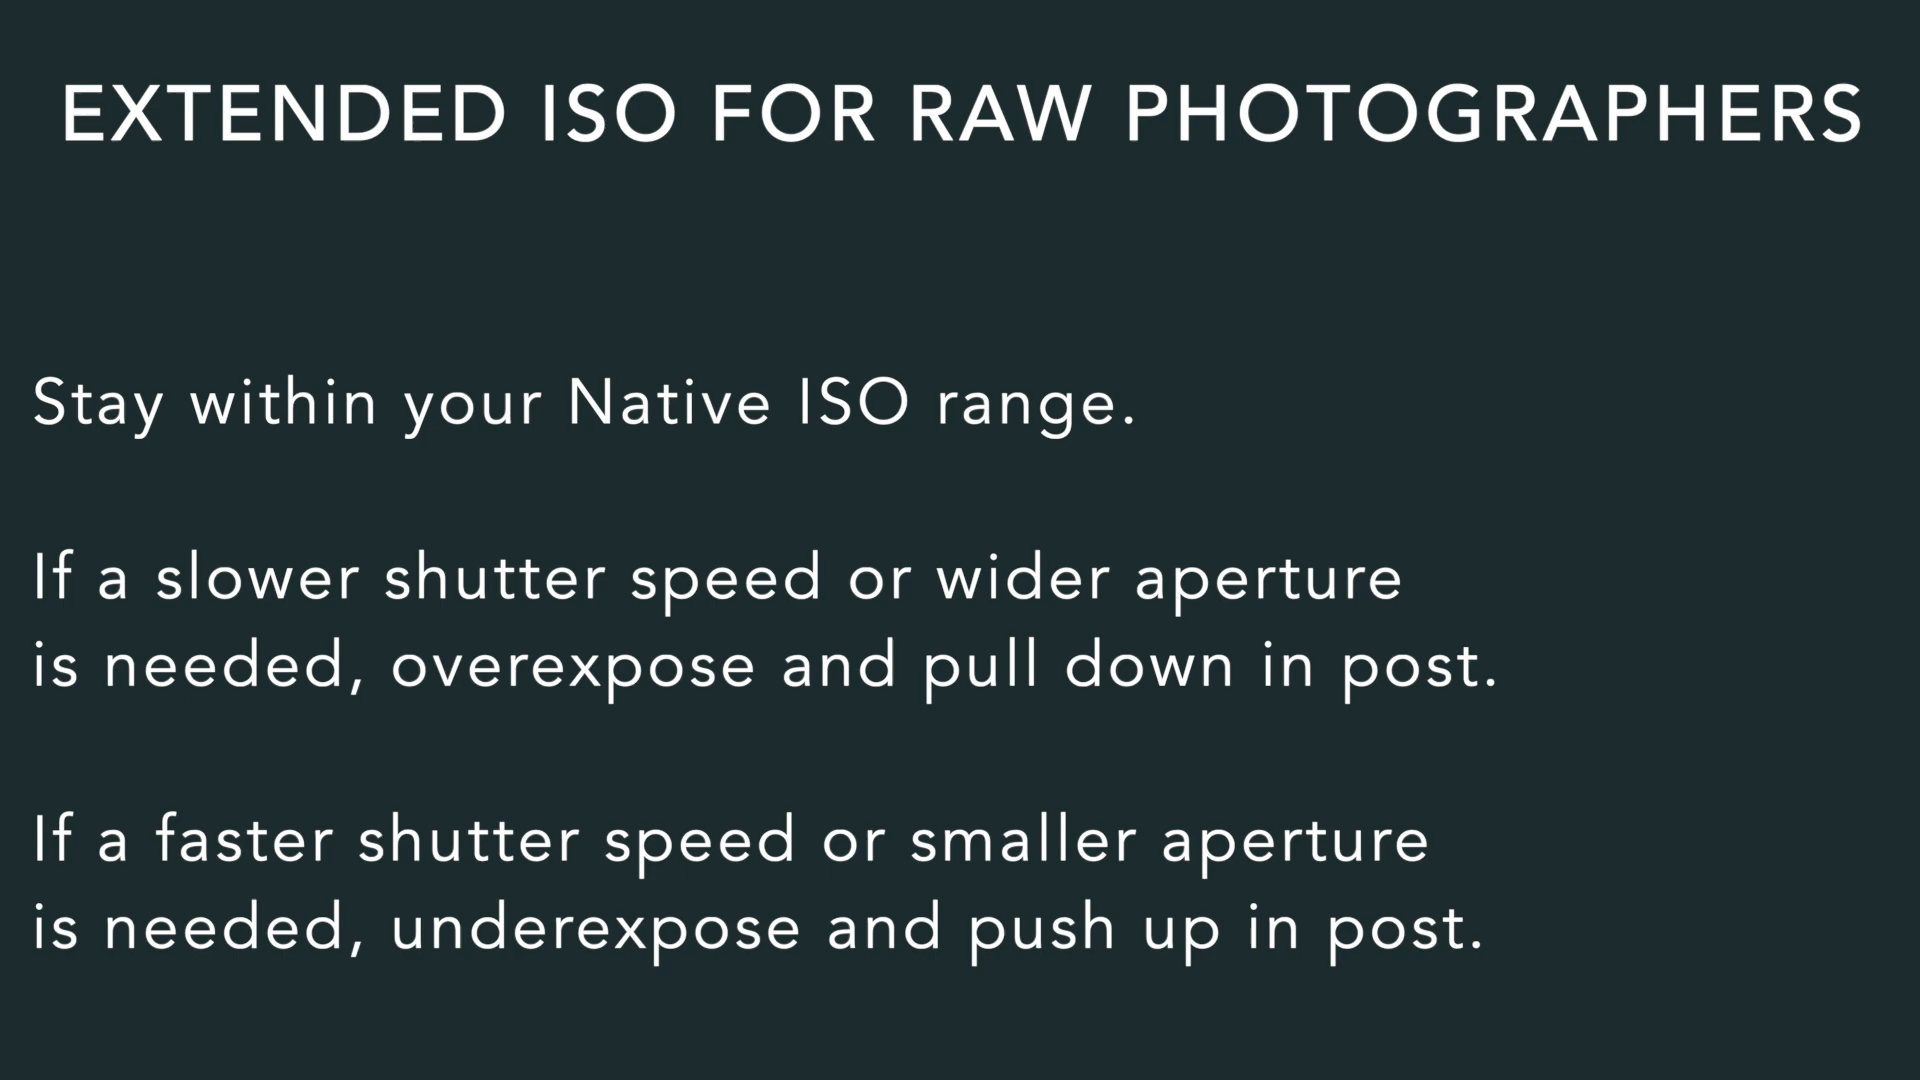 EXTENDED ISO FOR RAW PHOTOGRAPHERS
Stay within your Native ISO range.
If a slower shutter speed or wider aperture
is needed, overexpose and pull down in post.
If a faster shutter speed or smaller aperture
is needed, underexpose and push up in post.